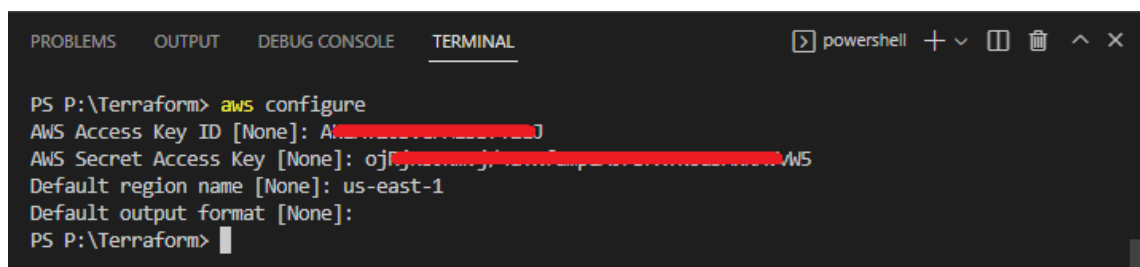 PROBLEMS OUTPUT DEBUG CONSOLE TERMINAL powershell
PS P:\Terraform> aws configure
AWS Access Key ID [None]:
AWS Secret Access Key [None]:
Default region name [None]: us-east-1
Default output format [None]:
PS P:\Terraform>